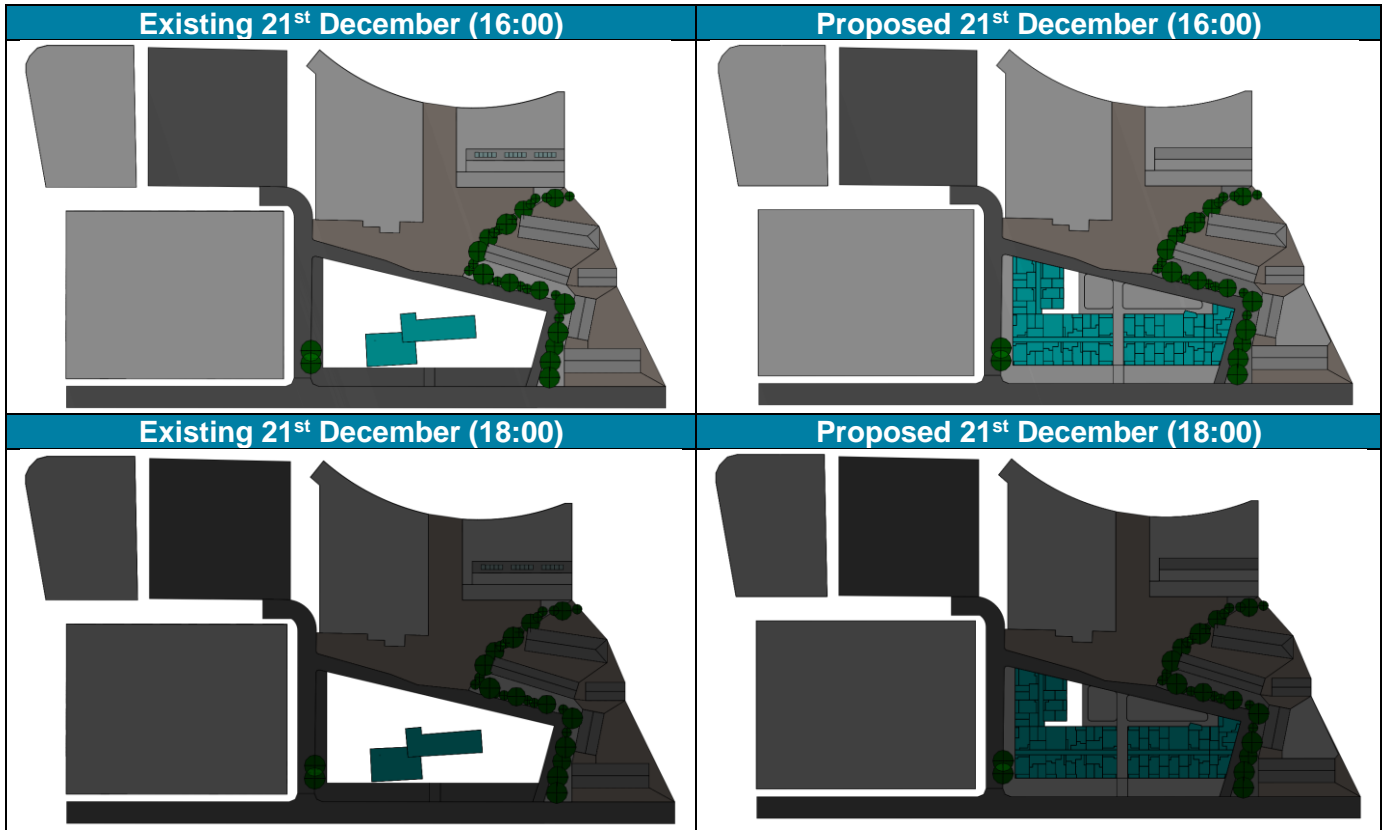 Existing 21st December (16:00)
Proposed 21st December (16:00)
Existing 21st December (18:00)
Proposed 21st December (18:00)